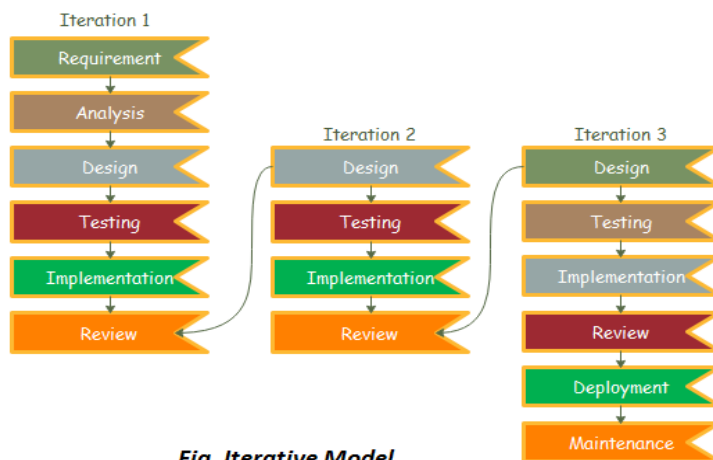 Iteration 1
Requirement
Analysis
Design
Testing
Implementation
Review
Iteration 2
Design
Testing
Implementation
Review
Iteration 3
Design
Testing
Implementation
Review
Deployment
Maintenance
Fig. Iterative Model